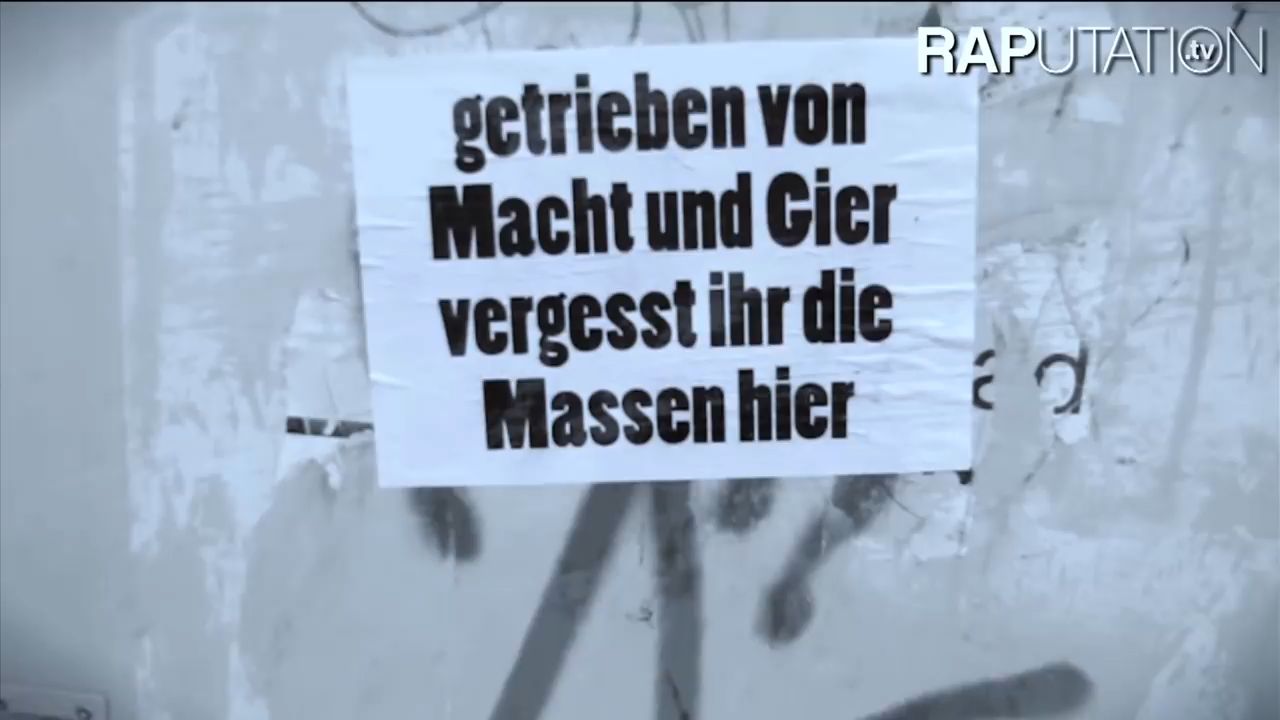 RAPUTATION
.tv
getrieben von
Macht und Gier
vergesst ihr die
Massen hier